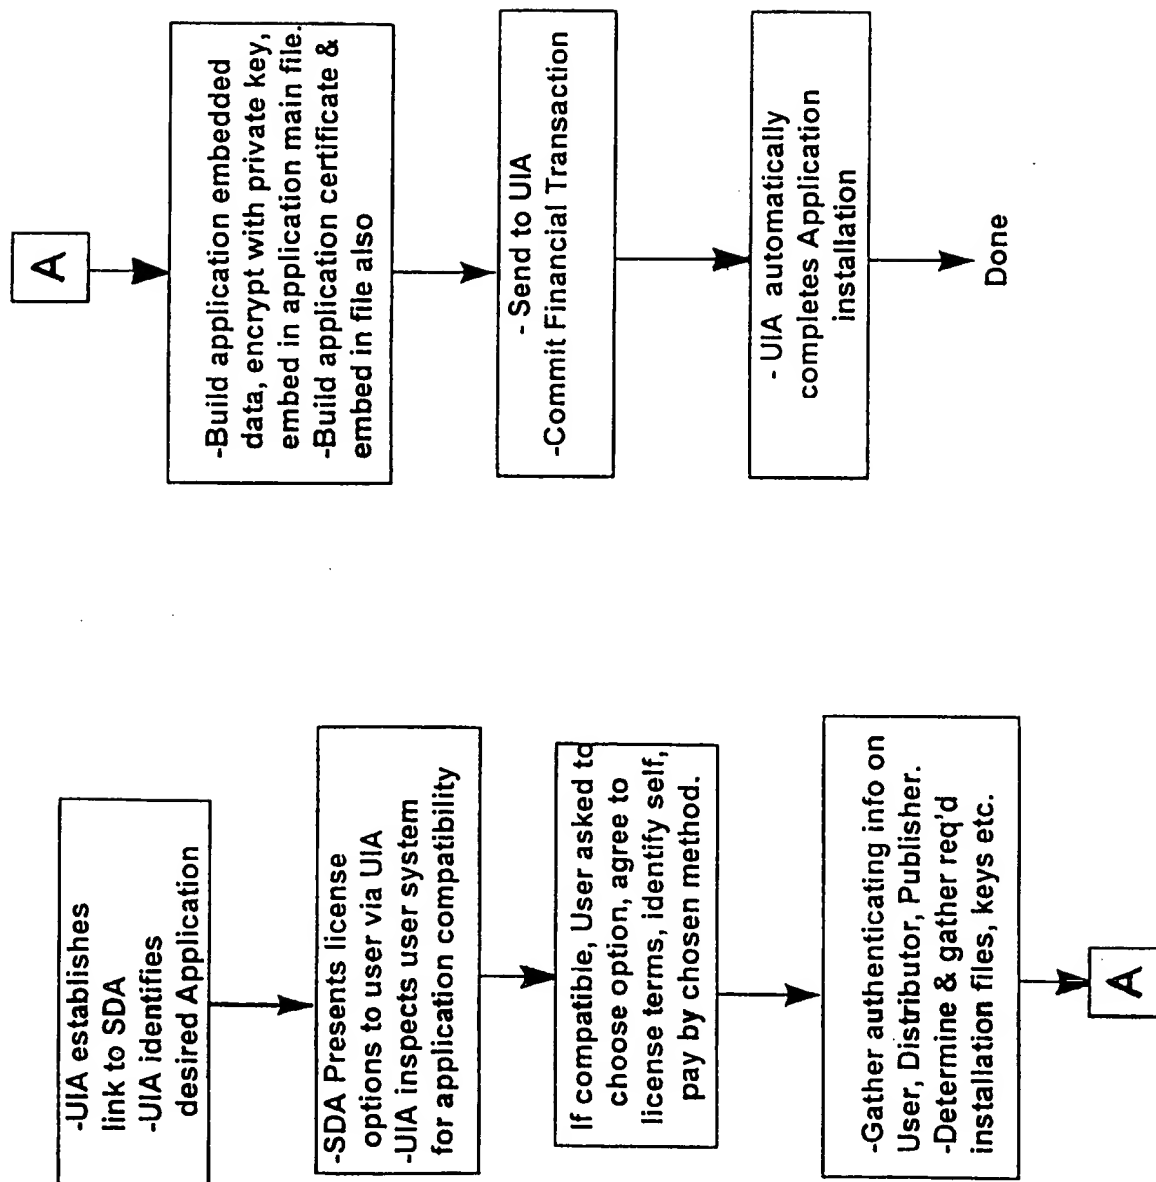 -UIA establishes
link to SDA
-UIA identifies
desired Application
-SDA Presents license
options to user via UIA
-UIA inspects user system
for application compatibility
If compatible, User asked to
choose option, agree to
license terms, identify self,
pay by chosen method.
-Gather authenticating info on
User, Distributor, Publisher.
-Determine & gather req'd
installation files, keys etc.
A
A
-Build application embedded
data, encrypt with private key,
embed in application main file.
-Build application certificate &
embed in file also
- Send to UIA
-Commit Financial Transaction
- UIA automatically
completes Application
installation
Done